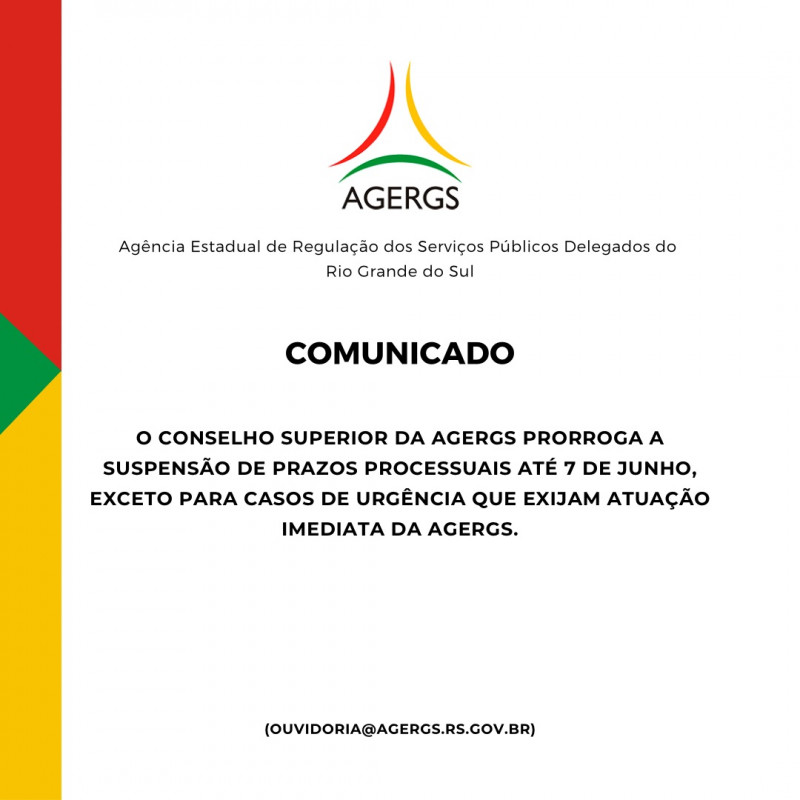 AGERGS
Agência Estadual de Regulação dos Serviços Públicos Delegados do
Rio Grande do Sul
COMUNICADO
O CONSELHO SUPERIOR DA AGERGS PRORROGA A
SUSPENSÃO DE PRAZOS PROCESSUAIS ATÉ 7 DE JUNHO,
EXCETO PARA CASOS DE URGÊNCIA QUE EXIJAM ATUAÇÃO
IMEDIATA DA AGERGS.
(OUVIDORIA@AGERGS.RS.GOV.BR)